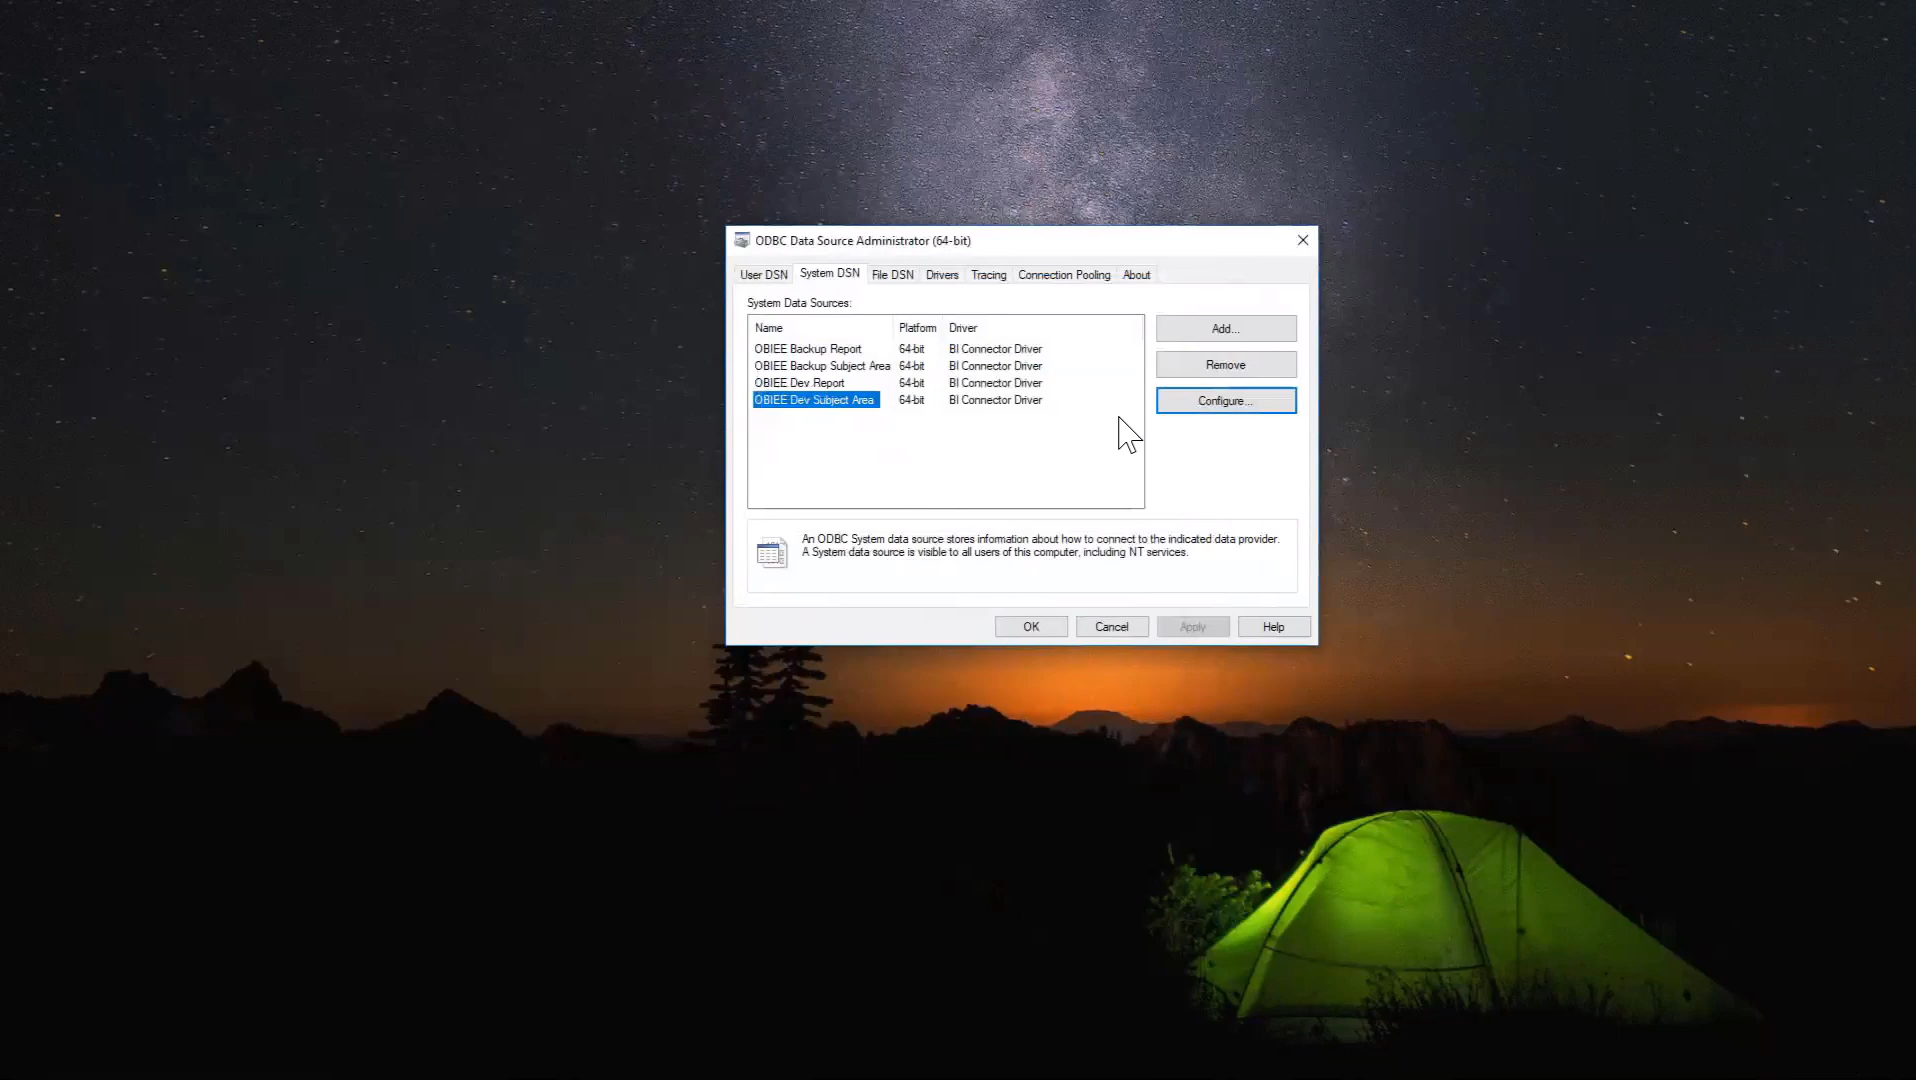 ODBC Data Source Administrator (64-bit)
User DSN System DSN File DSN Drivers Tracing Connection Pooling About
System Data Sources:
Name Platform Driver
OBIEE Backup Report 64-bit BI Connector Driver
OBIEE Backup Subject Area 64-bit BI Connector Driver
OBIEE Dev Report 64-bit BI Connector Driver
OBIEE Dev Subject Area 64-bit BI Connector Driver
Add...
Remove
Configure...
An ODBC System data source stores information about how to connect to the indicated data provider.
A System data source is visible to all users of this computer, including NT services.
OK Cancel Apply Help